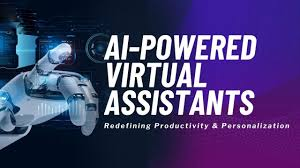 AI-POWERED
VIRTUAL
ASSISTANTS
Redefining Productivity & Personalization